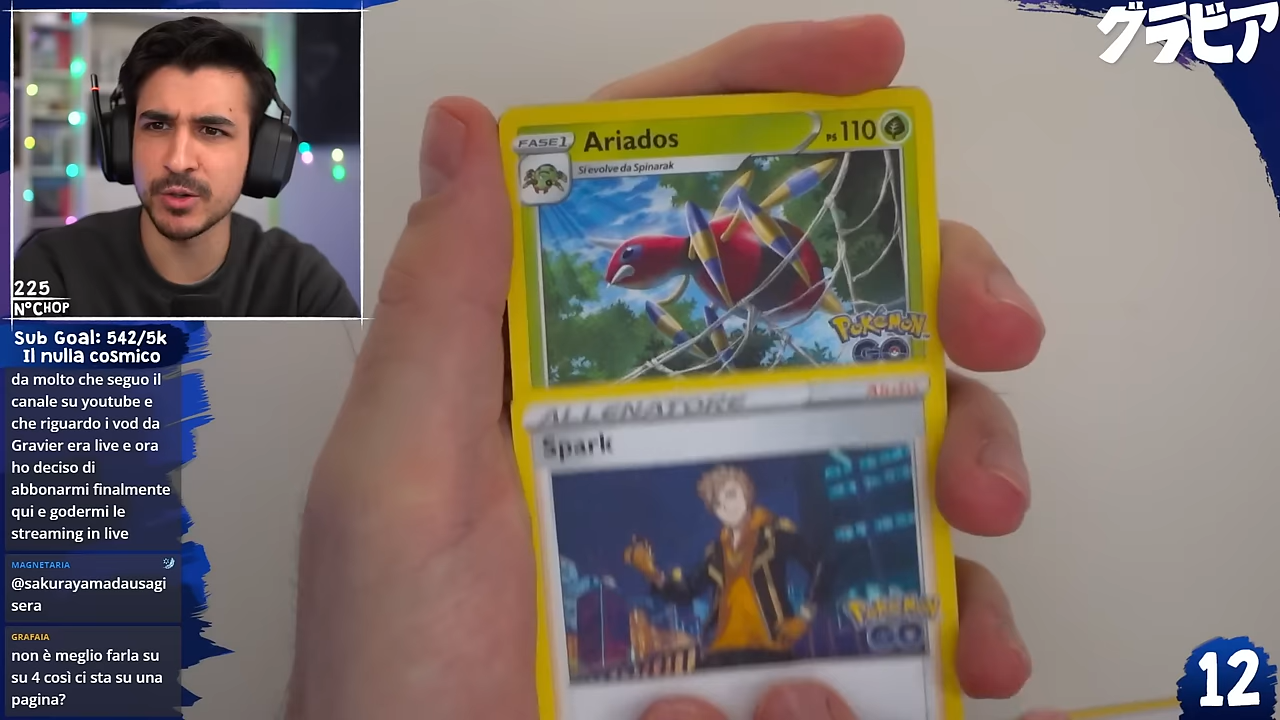 グラビア
FASE 1
Ariados
PS 110
Si evolve da Spinarak
Pokémon
GO
ALLENATORE
Spark
Pokémon
GO
225
N°CHOP
Sub Goal: 542/5k
Il nulla cosmico
da molto che seguo il
canale su youtube e
che riguardo i vod da
Gravier era live e ora
ho deciso di
abbonarmi finalmente
qui e godermi le
streaming in live
MAGNETARIA
@sakurayamadausagi
sera
GRAFAIA
non è meglio farla su
su 4 così ci sta su una
pagina?
12